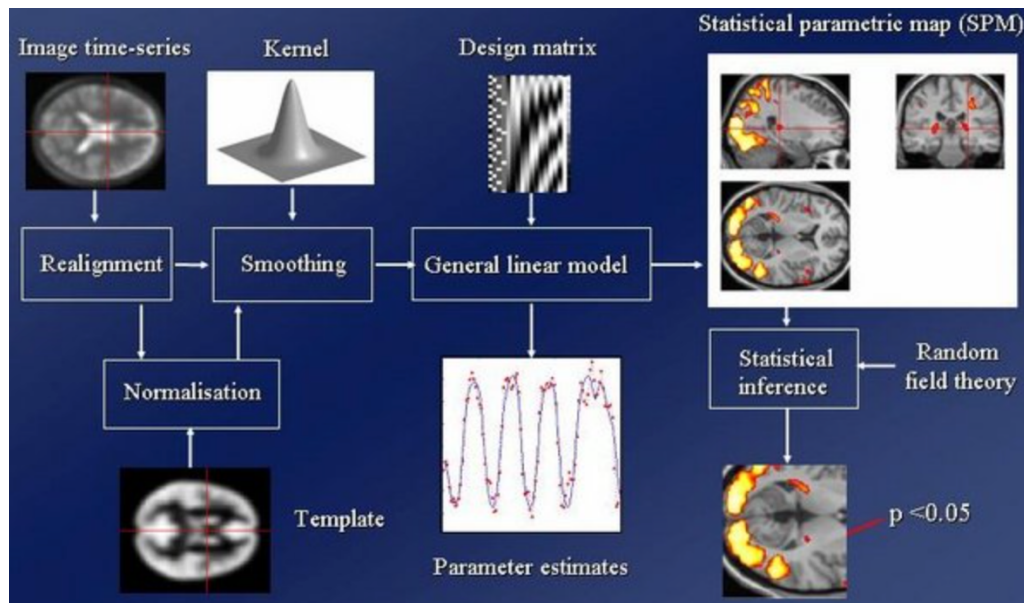 Image time-series
Kernel
Design matrix
Statistical parametric map (SPM)
Realignment
Smoothing
General linear model
Normalisation
Statistical
inference
Random
field theory
Template
Parameter estimates
p <0.05